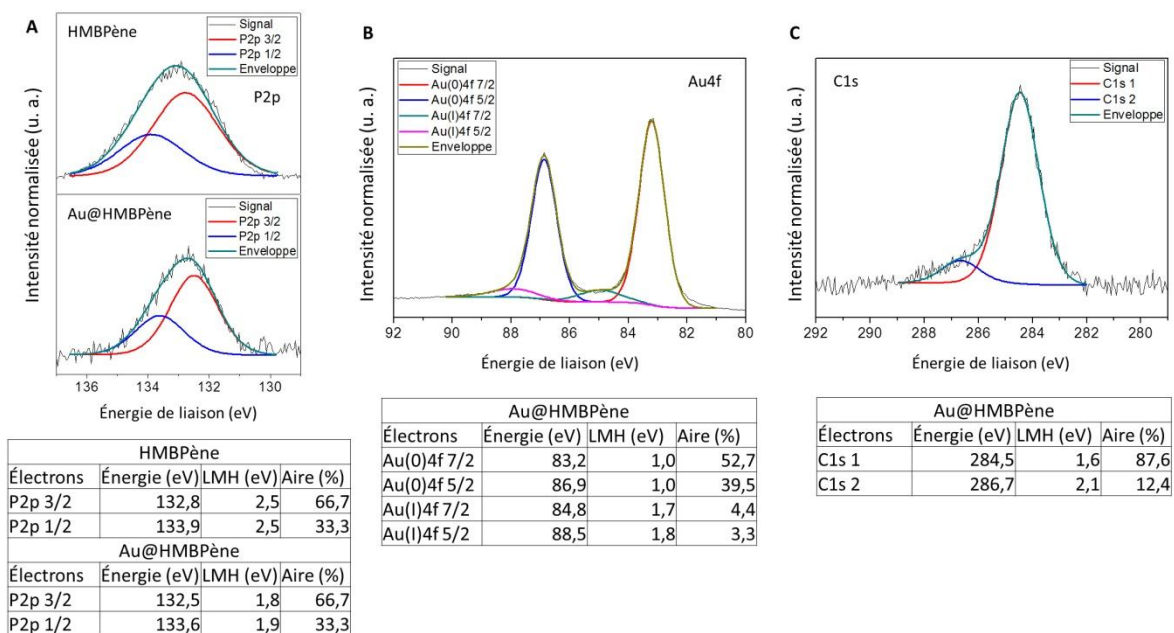 A
HMBPène
Signal
P2p 3/2
P2p 1/2
Enveloppe
P2p
Au@HMBPène
Signal
P2p 3/2
P2p 1/2
Enveloppe
Intensité normalisée (u. a.)
136 134 132 130
Énergie de liaison (eV)
HMBPène
Électrons Énergie (eV) LMH (eV) Aire (%)
P2p 3/2 132,8 2,5 66,7
P2p 1/2 133,9 2,5 33,3
Au@HMBPène
Électrons Énergie (eV) LMH (eV) Aire (%)
P2p 3/2 132,5 1,8 66,7
P2p 1/2 133,6 1,9 33,3
B
Signal
Au(0)4f 7/2
Au(0)4f 5/2
Au(I)4f 7/2
Au(I)4f 5/2
Enveloppe
Au4f
Intensité normalisée (u. a.)
92 90 88 86 84 82 80
Énergie de liaison (eV)
Au@HMBPène
Électrons Énergie (eV) LMH (eV) Aire (%)
Au(0)4f 7/2 83,2 1,0 52,7
Au(0)4f 5/2 86,9 1,0 39,5
Au(I)4f 7/2 84,8 1,7 4,4
Au(I)4f 5/2 88,5 1,8 3,3
C
C1s
Signal
C1s 1
C1s 2
Enveloppe
Intensité normalisée (u. a.)
292 290 288 286 284 282 280
Énergie de liaison (eV)
Au@HMBPène
Électrons Énergie (eV) LMH (eV) Aire (%)
C1s 1 284,5 1,6 87,6
C1s 2 286,7 2,1 12,4